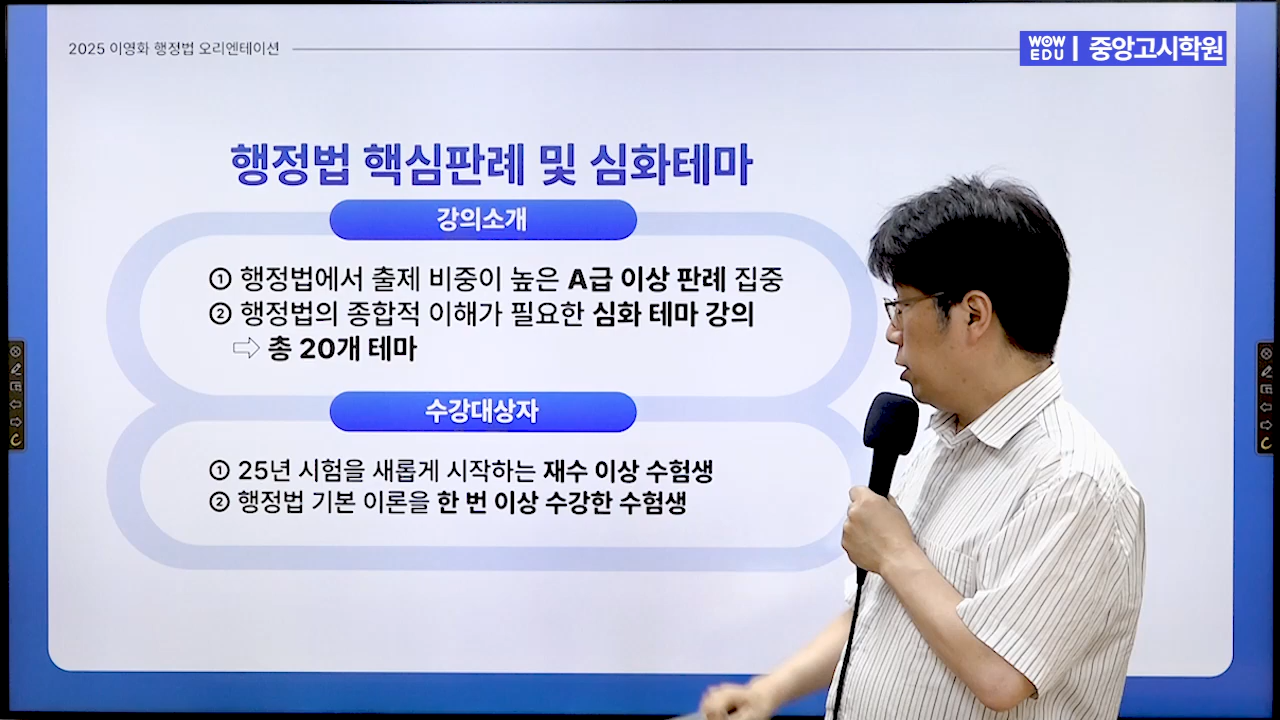 2025 이영화 행정법 오리엔테이션
WOW EDU | 중앙고시학원
행정법 핵심판례 및 심화테마
강의소개
① 행정법에서 출제 비중이 높은 A급 이상 판례 집중
② 행정법의 종합적 이해가 필요한 심화 테마 강의
⇨ 총 20개 테마
수강대상자
① 25년 시험을 새롭게 시작하는 재수 이상 수험생
② 행정법 기본 이론을 한 번 이상 수강한 수험생